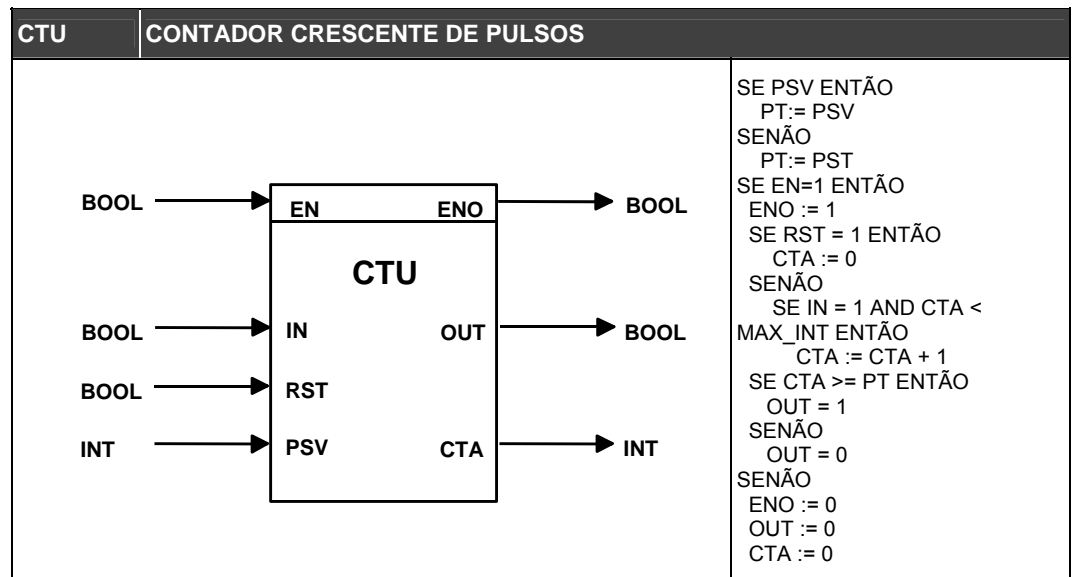 CTU CONTADOR CRESCENTE DE PULSOS
BOOL EN ENO BOOL
CTU
BOOL IN OUT BOOL
BOOL RST
INT PSV CTA INT
SE PSV ENTÃO
PT:= PSV
SENÃO
PT:= PST
SE EN=1 ENTÃO
ENO := 1
SE RST = 1 ENTÃO
CTA := 0
SENÃO
SE IN = 1 AND CTA <
MAX_INT ENTÃO
CTA := CTA + 1
SE CTA >= PT ENTÃO
OUT = 1
SENÃO
OUT = 0
SENÃO
ENO := 0
OUT := 0
CTA := 0